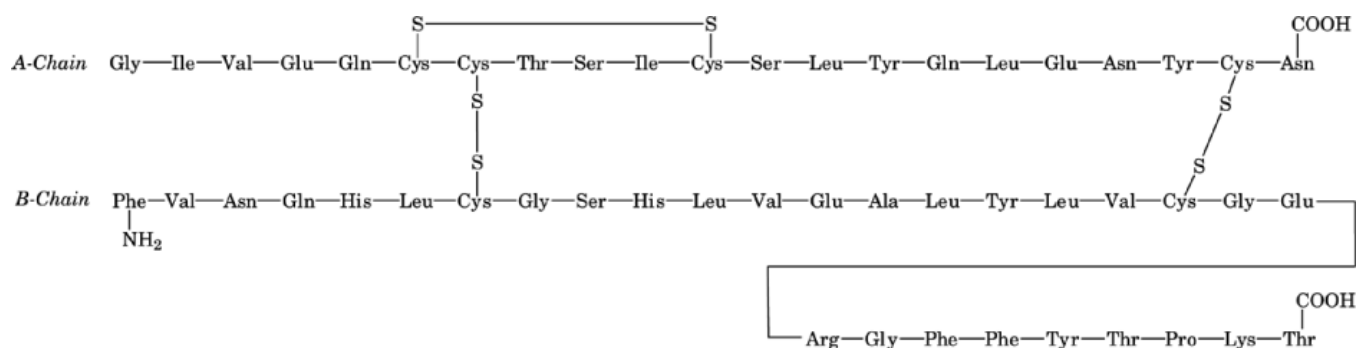 S S
COOH
A-Chain Gly—Ile—Val—Glu—Gln—Cys—Cys—Thr—Ser—Ile—Cys—Ser—Leu—Tyr—Gln—Leu—Glu—Asn—Tyr—Cys—Asn
S S
S S
B-Chain Phe—Val—Asn—Gln—His—Leu—Cys—Gly—Ser—His—Leu—Val—Glu—Ala—Leu—Tyr—Leu—Val—Cys—Gly—Glu
NH₂
COOH
Arg—Gly—Phe—Phe—Tyr—Thr—Pro—Lys—Thr